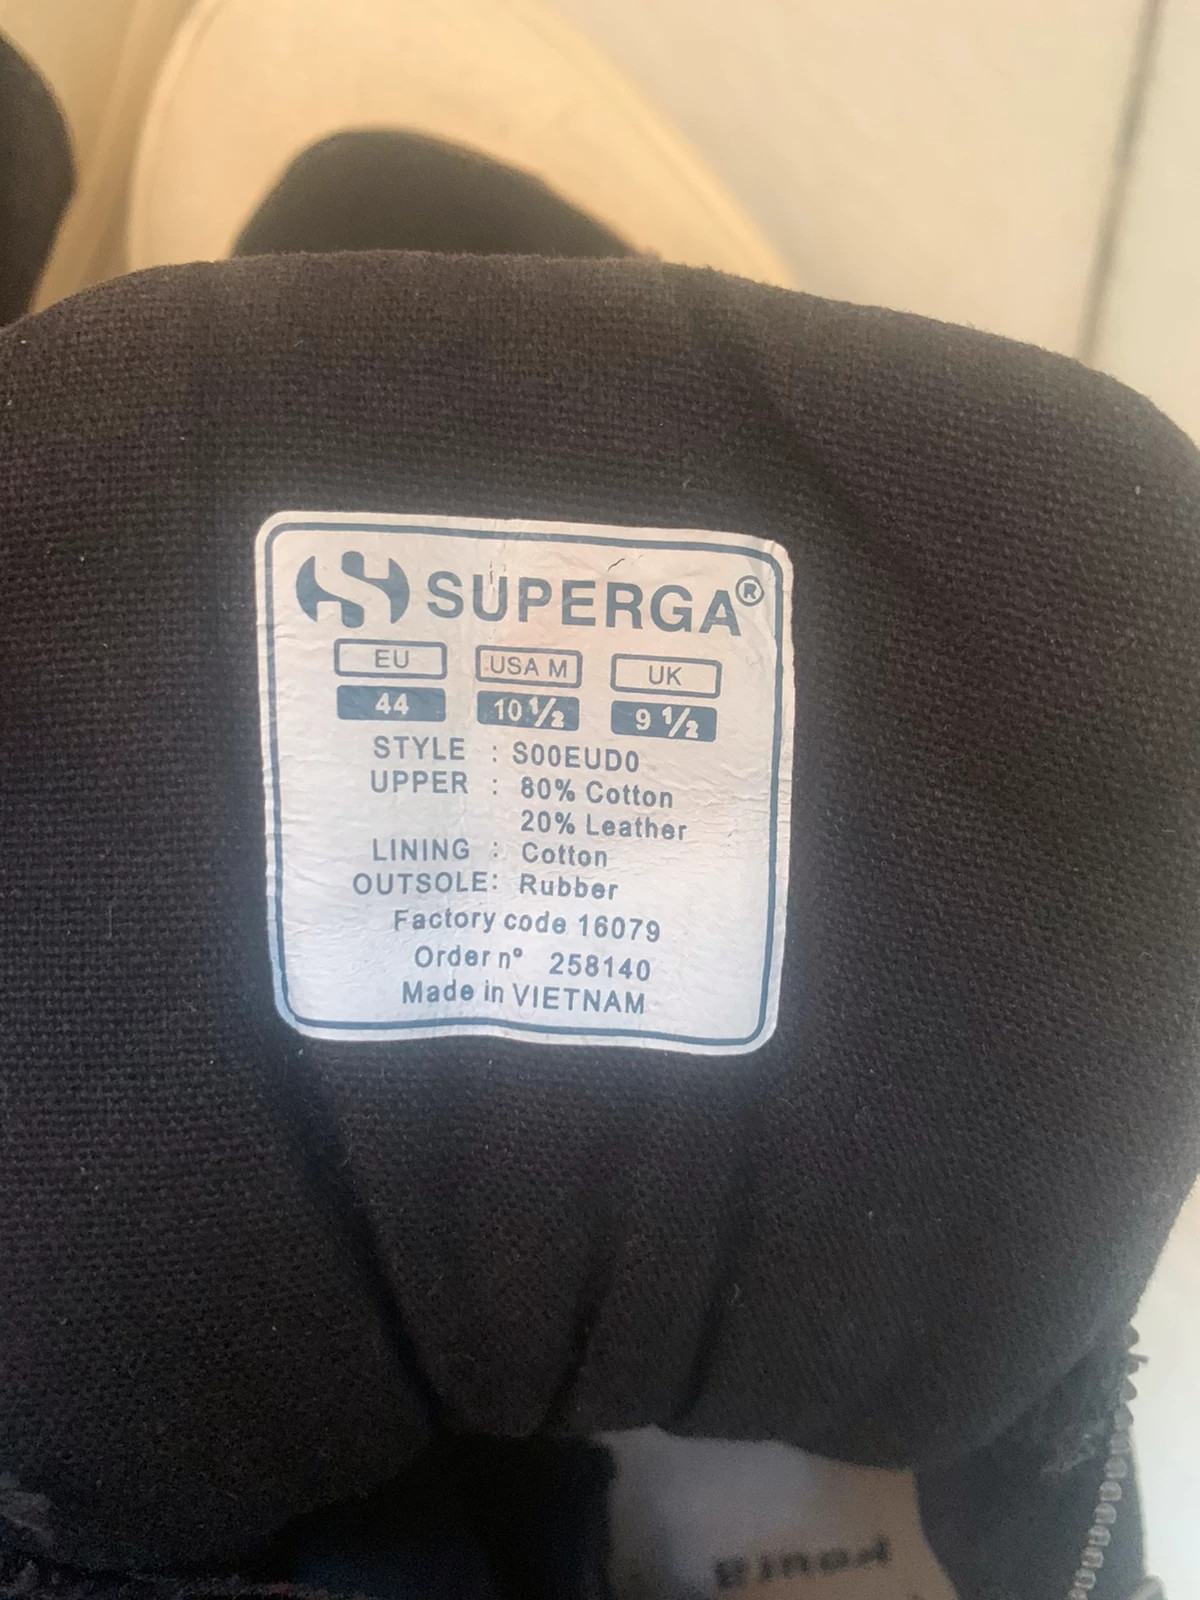 SUPERGA®
EU USA M UK
44 10 ½ 9 ½
STYLE : S00EUD0
UPPER : 80% Cotton
20% Leather
LINING : Cotton
OUTSOLE: Rubber
Factory code 16079
Order nº 258140
Made in VIETNAM